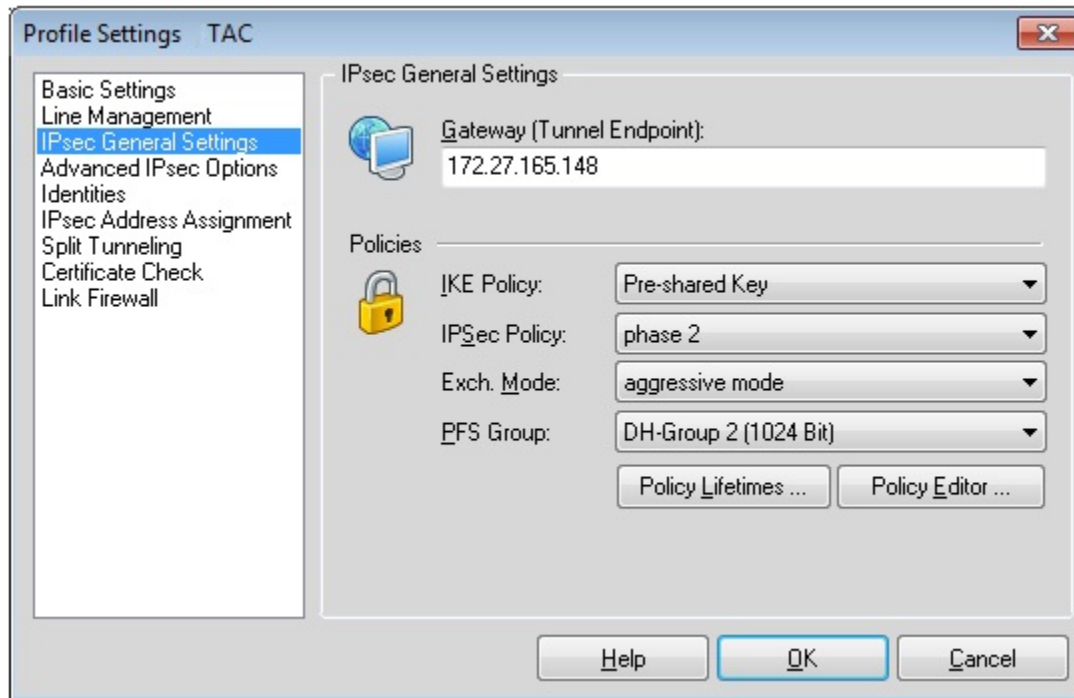 Profile Settings TAC
Basic Settings
Line Management
IPsec General Settings
Advanced IPsec Options
Identities
IPsec Address Assignment
Split Tunneling
Certificate Check
Link Firewall
IPsec General Settings
Gateway (Tunnel Endpoint):
172.27.165.148
Policies
IKE Policy: Pre-shared Key
IPSec Policy: phase 2
Exch. Mode: aggressive mode
PFS Group: DH-Group 2 (1024 Bit)
Policy Lifetimes ... Policy Editor ...
Help OK Cancel